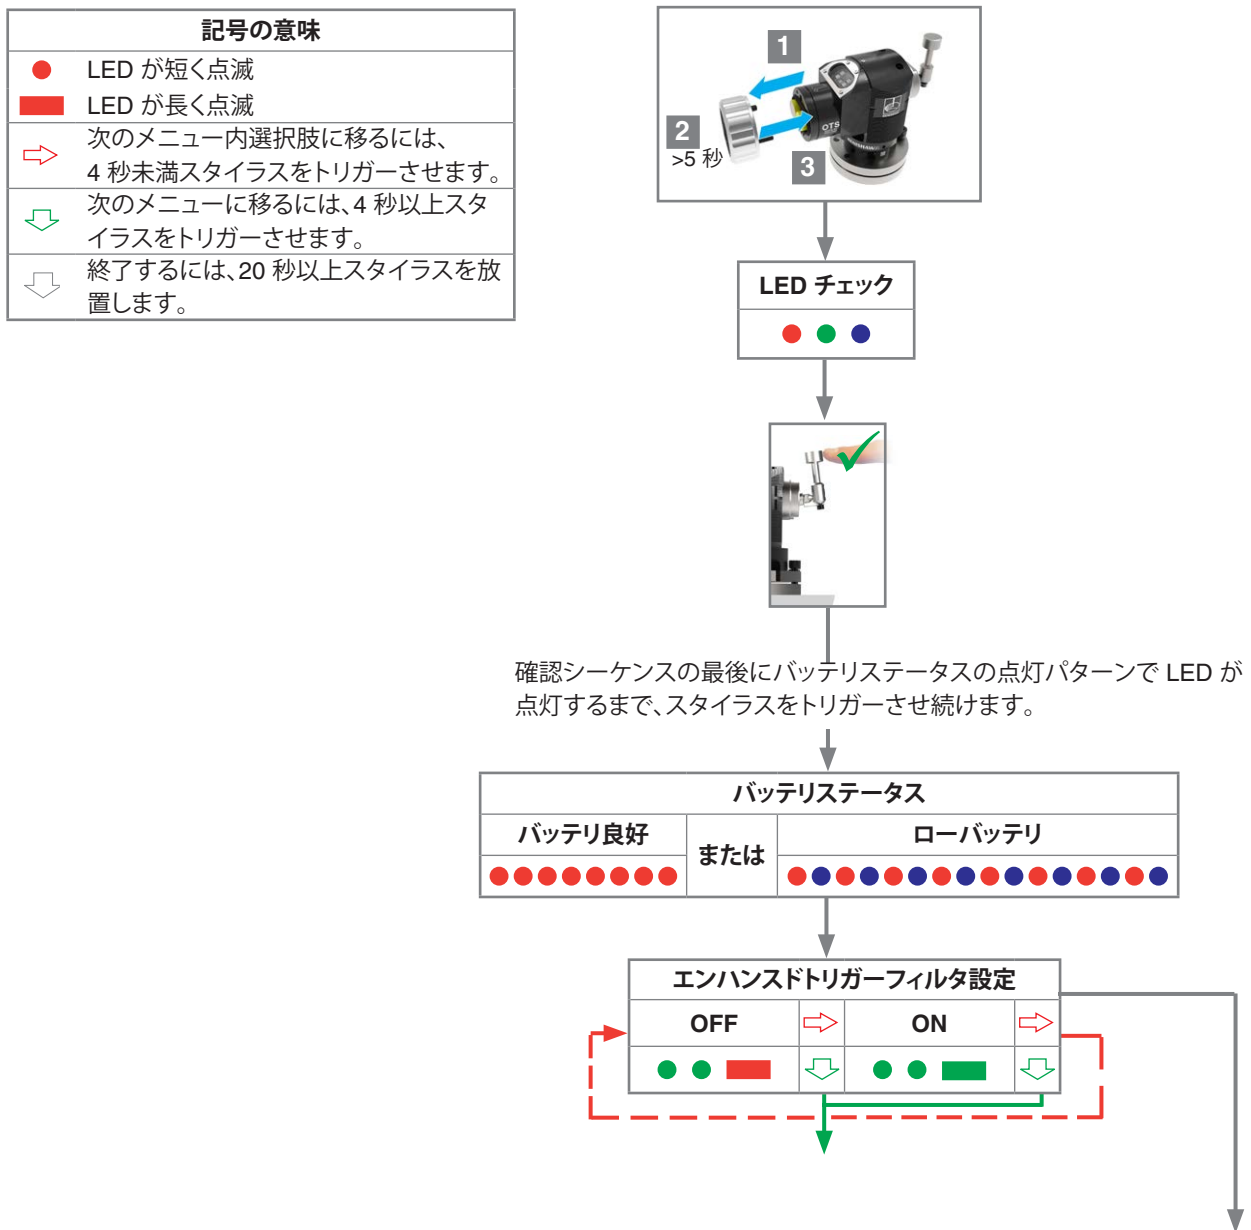 記号の意味
LED が短く点滅
LED が長く点滅
次のメニュー内選択肢に移るには、
4 秒未満スタイラスをトリガーさせます。
次のメニューに移るには、4 秒以上スタ
イラスをトリガーさせます。
終了するには、20 秒以上スタイラスを放
置します。
1
2
>5 秒
3
OTS
LED チェック
確認シーケンスの最後にバッテリステータスの点灯パターンで LED が
点灯するまで、スタイラスをトリガーさせ続けます。
バッテリステータス
バッテリ良好
または
ローバッテリ
エンハンスドトリガーフィルタ設定
OFF
ON